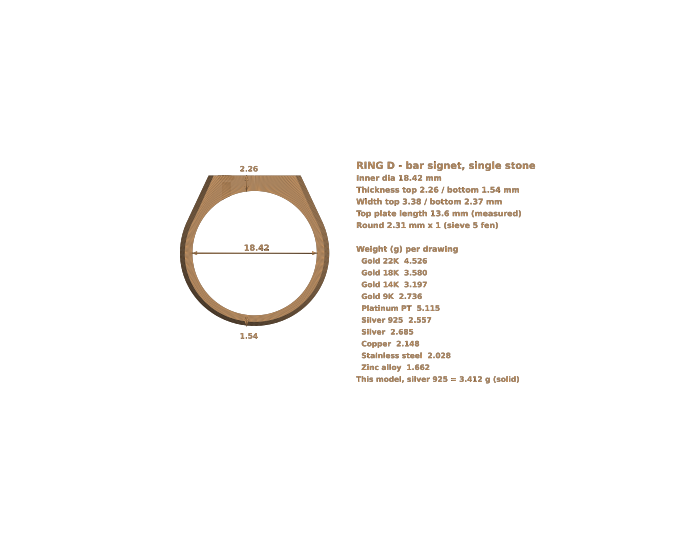 2.26
18.42
1.54
RING D - bar signet, single stone
Inner dia 18.42 mm
Thickness top 2.26 / bottom 1.54 mm
Width top 3.38 / bottom 2.37 mm
Top plate length 13.6 mm (measured)
Round 2.31 mm x 1 (sieve 5 fen)
Weight (g) per drawing
Gold 22K 4.526
Gold 18K 3.580
Gold 14K 3.197
Gold 9K 2.736
Platinum PT 5.115
Silver 925 2.557
Silver 2.685
Copper 2.148
Stainless steel 2.028
Zinc alloy 1.662
This model, silver 925 = 3.412 g (solid)